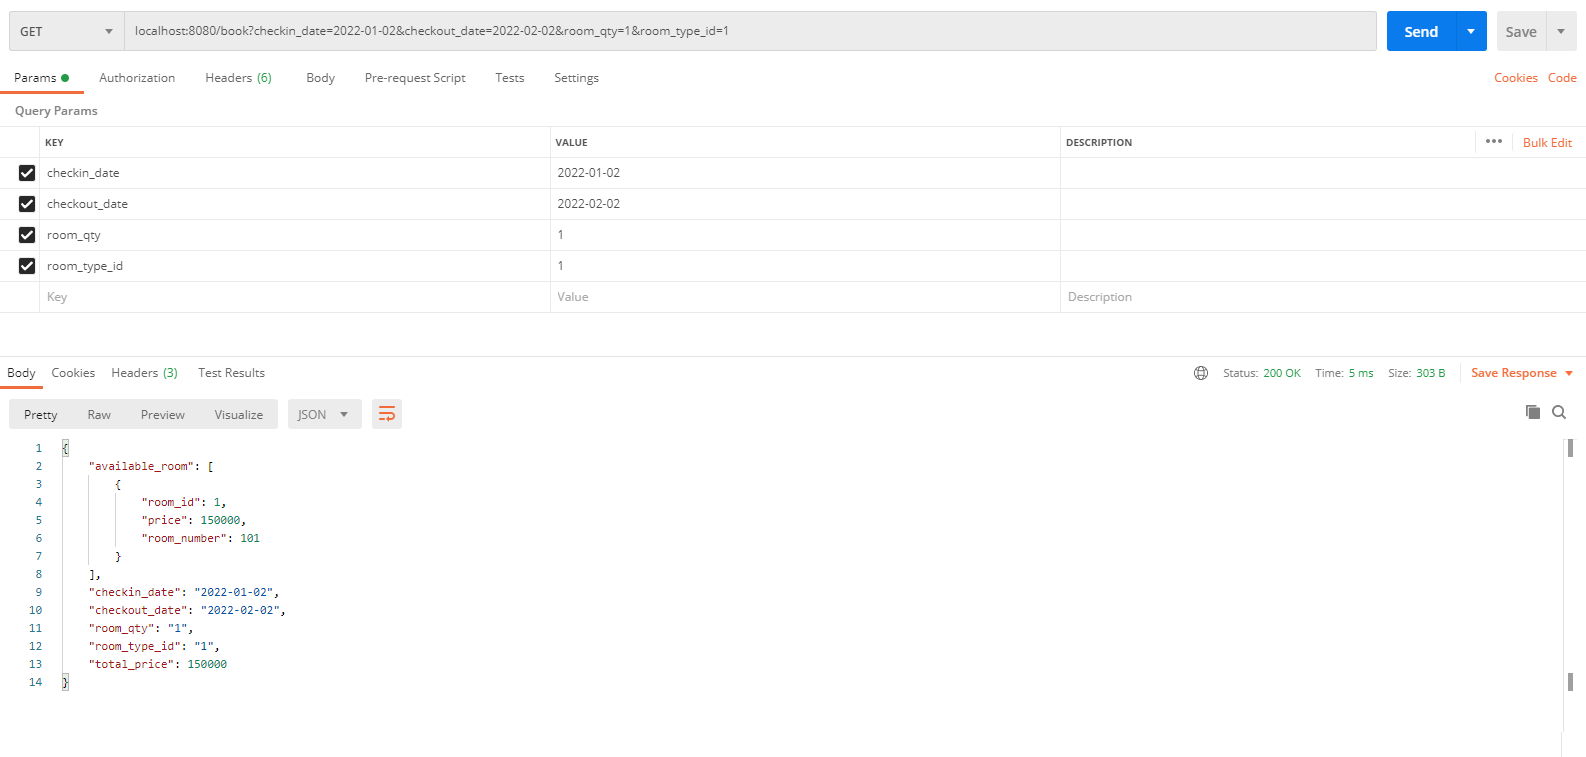 GET localhost:8080/book?checkin_date=2022-01-02&checkout_date=2022-02-02&room_qty=1&room_type_id=1 Send Save
Params Authorization Headers (6) Body Pre-request Script Tests Settings Cookies Code
Query Params
KEY VALUE DESCRIPTION ••• Bulk Edit
checkin_date 2022-01-02
checkout_date 2022-02-02
room_qty 1
room_type_id 1
Key Value Description
Body Cookies Headers (3) Test Results Status: 200 OK Time: 5 ms Size: 303 B Save Response
Pretty Raw Preview Visualize JSON
1 {
2 "available_room": [
3 {
4 "room_id": 1,
5 "price": 150000,
6 "room_number": 101
7 }
8 ],
9 "checkin_date": "2022-01-02",
10 "checkout_date": "2022-02-02",
11 "room_qty": "1",
12 "room_type_id": "1",
13 "total_price": 150000
14 }